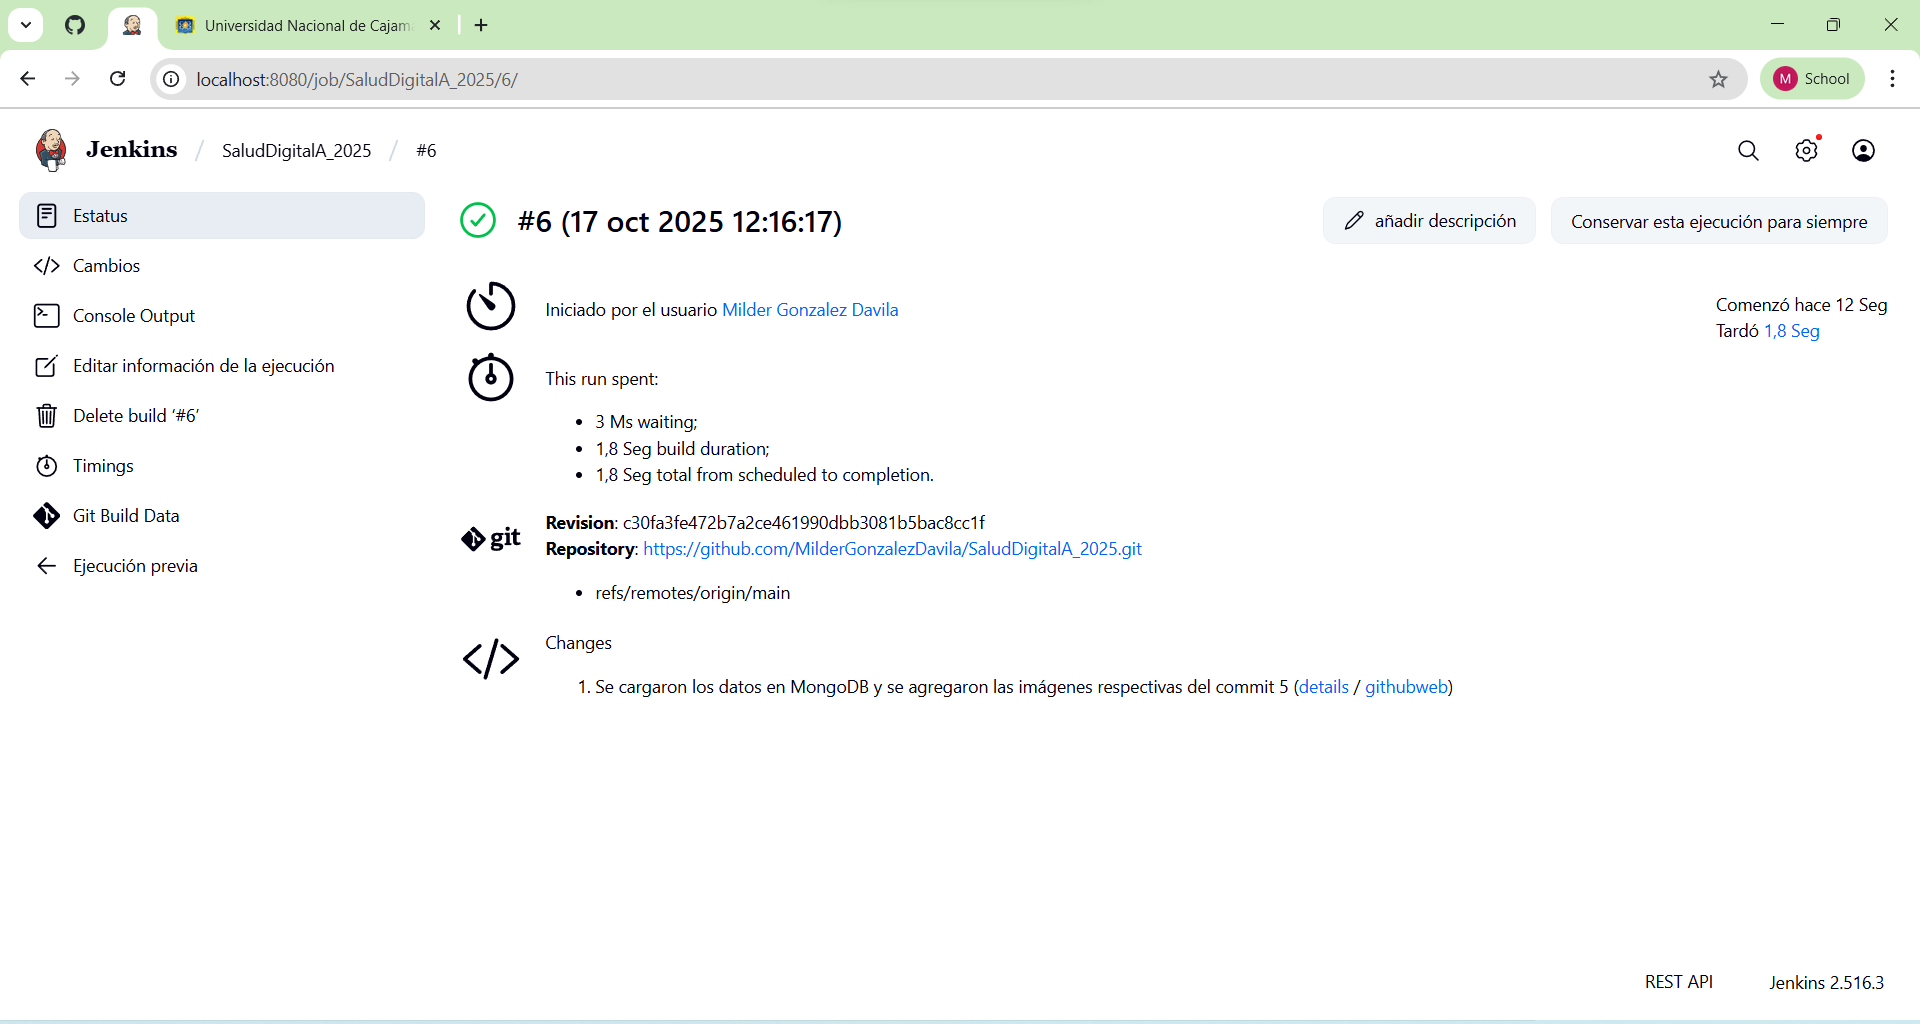 Universidad Nacional de Cajama
localhost:8080/job/SaludDigitalA_2025/6/
M School
Jenkins / SaludDigitalA_2025 / #6
Estatus
Cambios
Console Output
Editar información de la ejecución
Delete build ‘#6’
Timings
Git Build Data
Ejecución previa
#6 (17 oct 2025 12:16:17)
añadir descripción
Conservar esta ejecución para siempre
Iniciado por el usuario Milder Gonzalez Davila
Comenzó hace 12 Seg
Tardó 1,8 Seg
This run spent:
• 3 Ms waiting;
• 1,8 Seg build duration;
• 1,8 Seg total from scheduled to completion.
git
Revision: c30fa3fe472b7a2ce461990dbb3081b5bac8cc1f
Repository: https://github.com/MilderGonzalezDavila/SaludDigitalA_2025.git
• refs/remotes/origin/main
Changes
1. Se cargaron los datos en MongoDB y se agregaron las imágenes respectivas del commit 5 (details / githubweb)
REST API
Jenkins 2.516.3